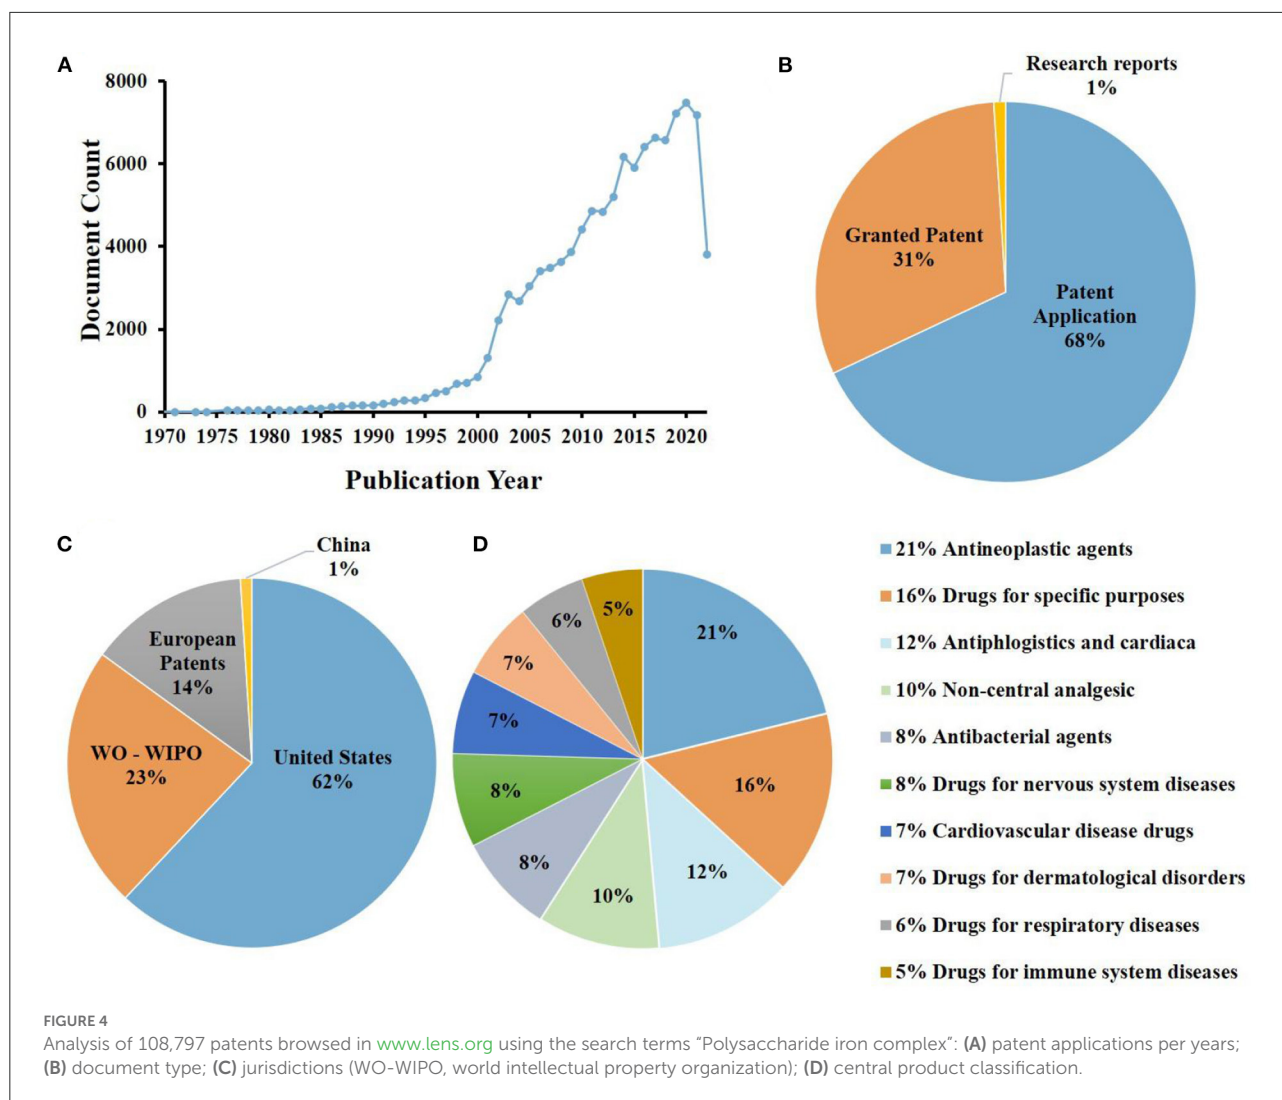 A
8000
6000
4000
2000
0
Document Count
1970 1975 1980 1985 1990 1995 2000 2005 2010 2015 2020
Publication Year
B
Research reports
1%
Granted Patent
31%
Patent
Application
68%
C
China
1%
European
Patents
14%
WO - WIPO
23%
United States
62%
D
5%
6%
21%
7%
7%
16%
8%
8%
12%
10%
21% Antineoplastic agents
16% Drugs for specific purposes
12% Antiphlogistics and cardiaca
10% Non-central analgesic
8% Antibacterial agents
8% Drugs for nervous system diseases
7% Cardiovascular disease drugs
7% Drugs for dermatological disorders
6% Drugs for respiratory diseases
5% Drugs for immune system diseases
FIGURE 4
Analysis of 108,797 patents browsed in www.lens.org using the search terms “Polysaccharide iron complex”: (A) patent applications per years;
(B) document type; (C) jurisdictions (WO-WIPO, world intellectual property organization); (D) central product classification.